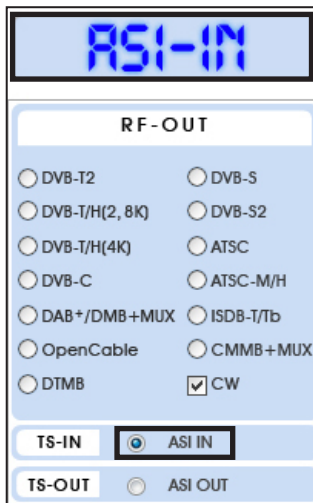 ASI-IN
RF-OUT
DVB-T2 DVB-S
DVB-T/H(2, 8K) DVB-S2
DVB-T/H(4K) ATSC
DVB-C ATSC-M/H
DAB+/DMB+MUX ISDB-T/Tb
OpenCable CMMB+MUX
DTMB CW
TS-IN ASI IN
TS-OUT ASI OUT